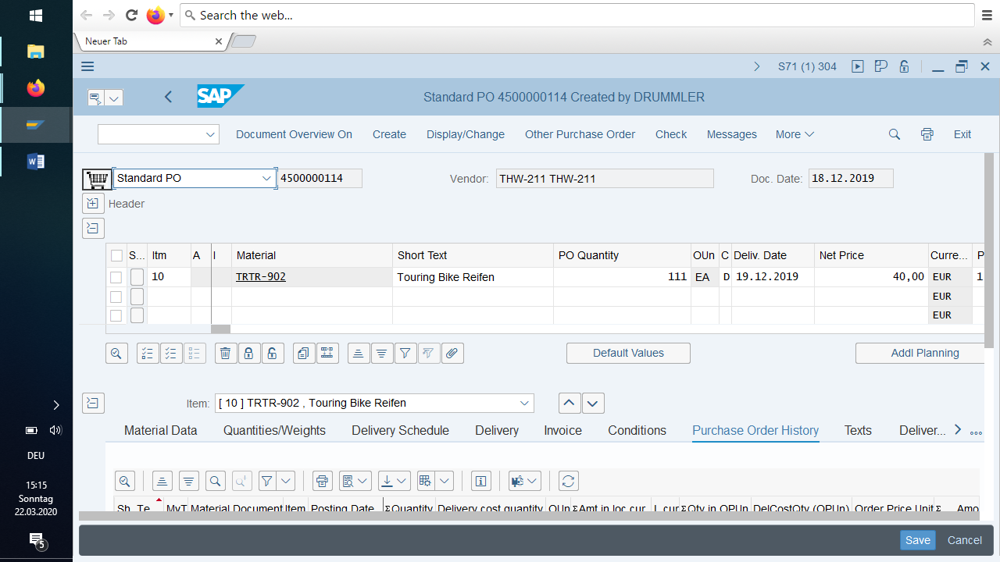 Search the web...
Neuer Tab
S71 (1) 304
SAP
Standard PO 4500000114 Created by DRUMMLER
Document Overview On Create Display/Change Other Purchase Order Check Messages More Exit
Standard PO 4500000114 Vendor: THW-211 THW-211 Doc. Date: 18.12.2019
Header
S... Itm A I Material Short Text PO Quantity OUn C Deliv. Date Net Price Curre... P
10 TRTR-902 Touring Bike Reifen 111 EA D 19.12.2019 40,00 EUR 1
EUR
EUR
Default Values Addl Planning
Item: [ 10 ] TRTR-902 , Touring Bike Reifen
Material Data Quantities/Weights Delivery Schedule Delivery Invoice Conditions Purchase Order History Texts Deliver...
Sh. Te MvT Material Document Item Posting Date ΣQuantity Delivery cost quantity OUn ΣAmt.in loc.cur. L.cur ΣQty in OPUn DelCostQty (OPUn) Order Price Unit Σ Amo
Save Cancel
DEU
15:15
Sonntag
22.03.2020
5